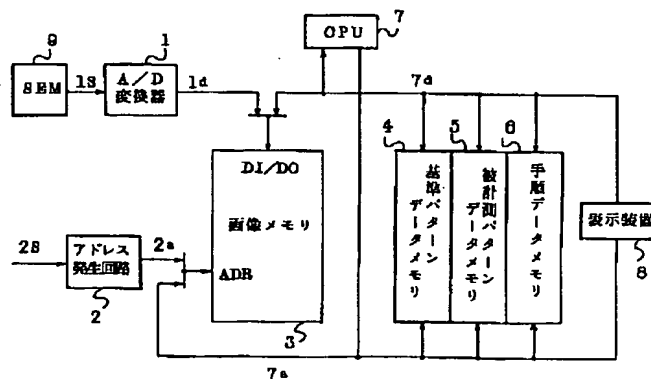 CPU
7
9
1
SEM
1s
A/D
変換器
1d
7d
4
5
6
DI/DO
画像メモリ
ADR
3
基準パターン
データメモリ
被計測パターン
データメモリ
手順データメモリ
表示装置
8
2S
アドレス
発生回路
2a
2
7a